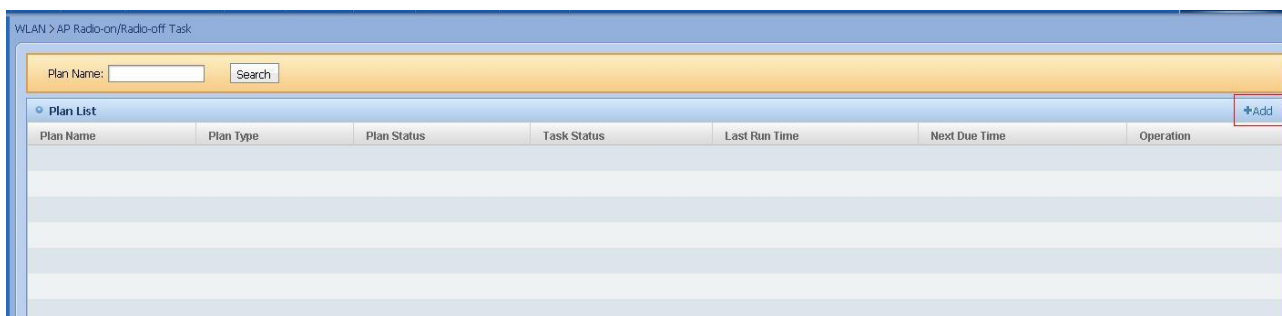 WLAN > AP Radio-on/Radio-off Task
Plan Name: Search
Plan List +Add
Plan Name Plan Type Plan Status Task Status Last Run Time Next Due Time Operation